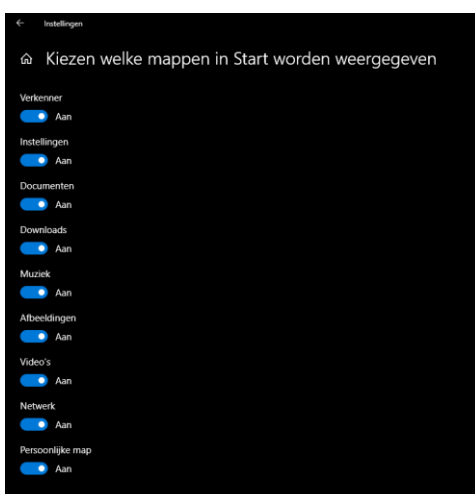 Instellingen
Kiezen welke mappen in Start worden weergegeven
Verkenner
Aan
Instellingen
Aan
Documenten
Aan
Downloads
Aan
Muziek
Aan
Afbeeldingen
Aan
Video's
Aan
Netwerk
Aan
Persoonlijke map
Aan